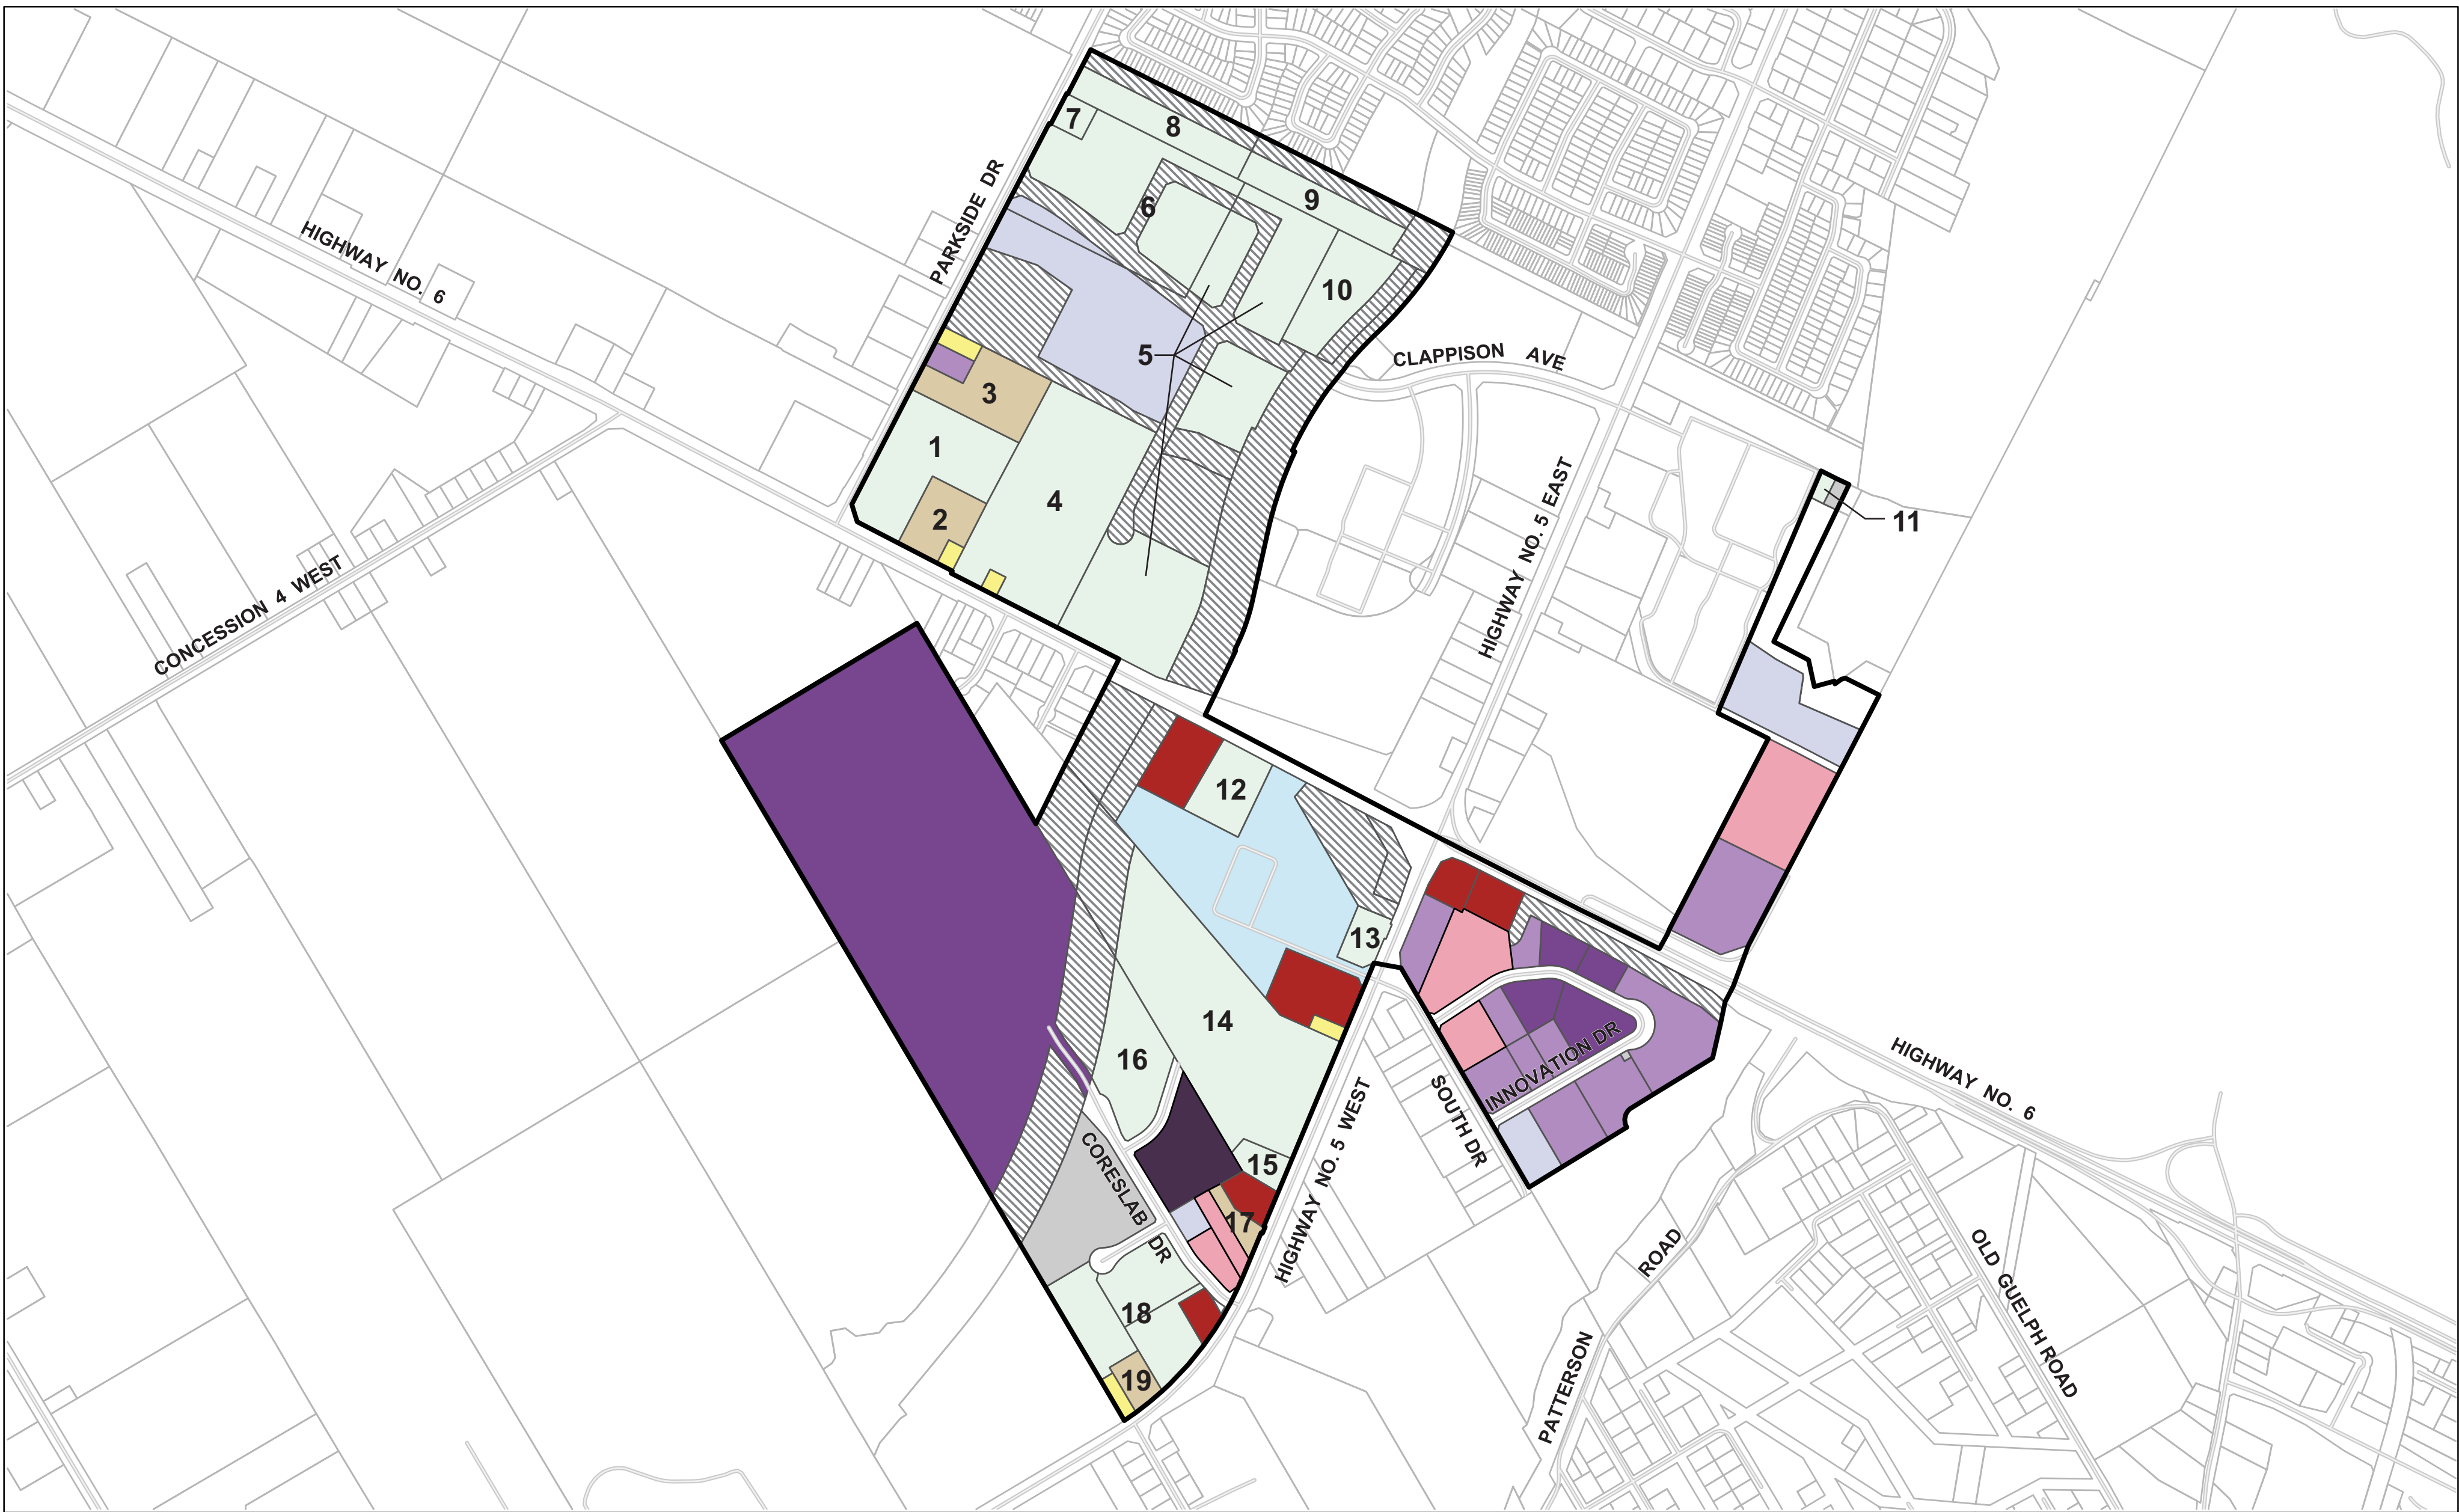 7
8
PARKSIDE DR
6
9
HIGHWAY NO. 6
10
5
CLAPPISON AVE
3
1
4
2
HIGHWAY NO. 5 EAST
11
CONCESSION 4 WEST
12
13
14
16
INNOVATION DR
HIGHWAY NO. 6
SOUTH DR
HIGHWAY NO. 5 WEST
CORESLAB DR
15
17
18
19
PATTERSON ROAD
OLD GUELPH ROAD